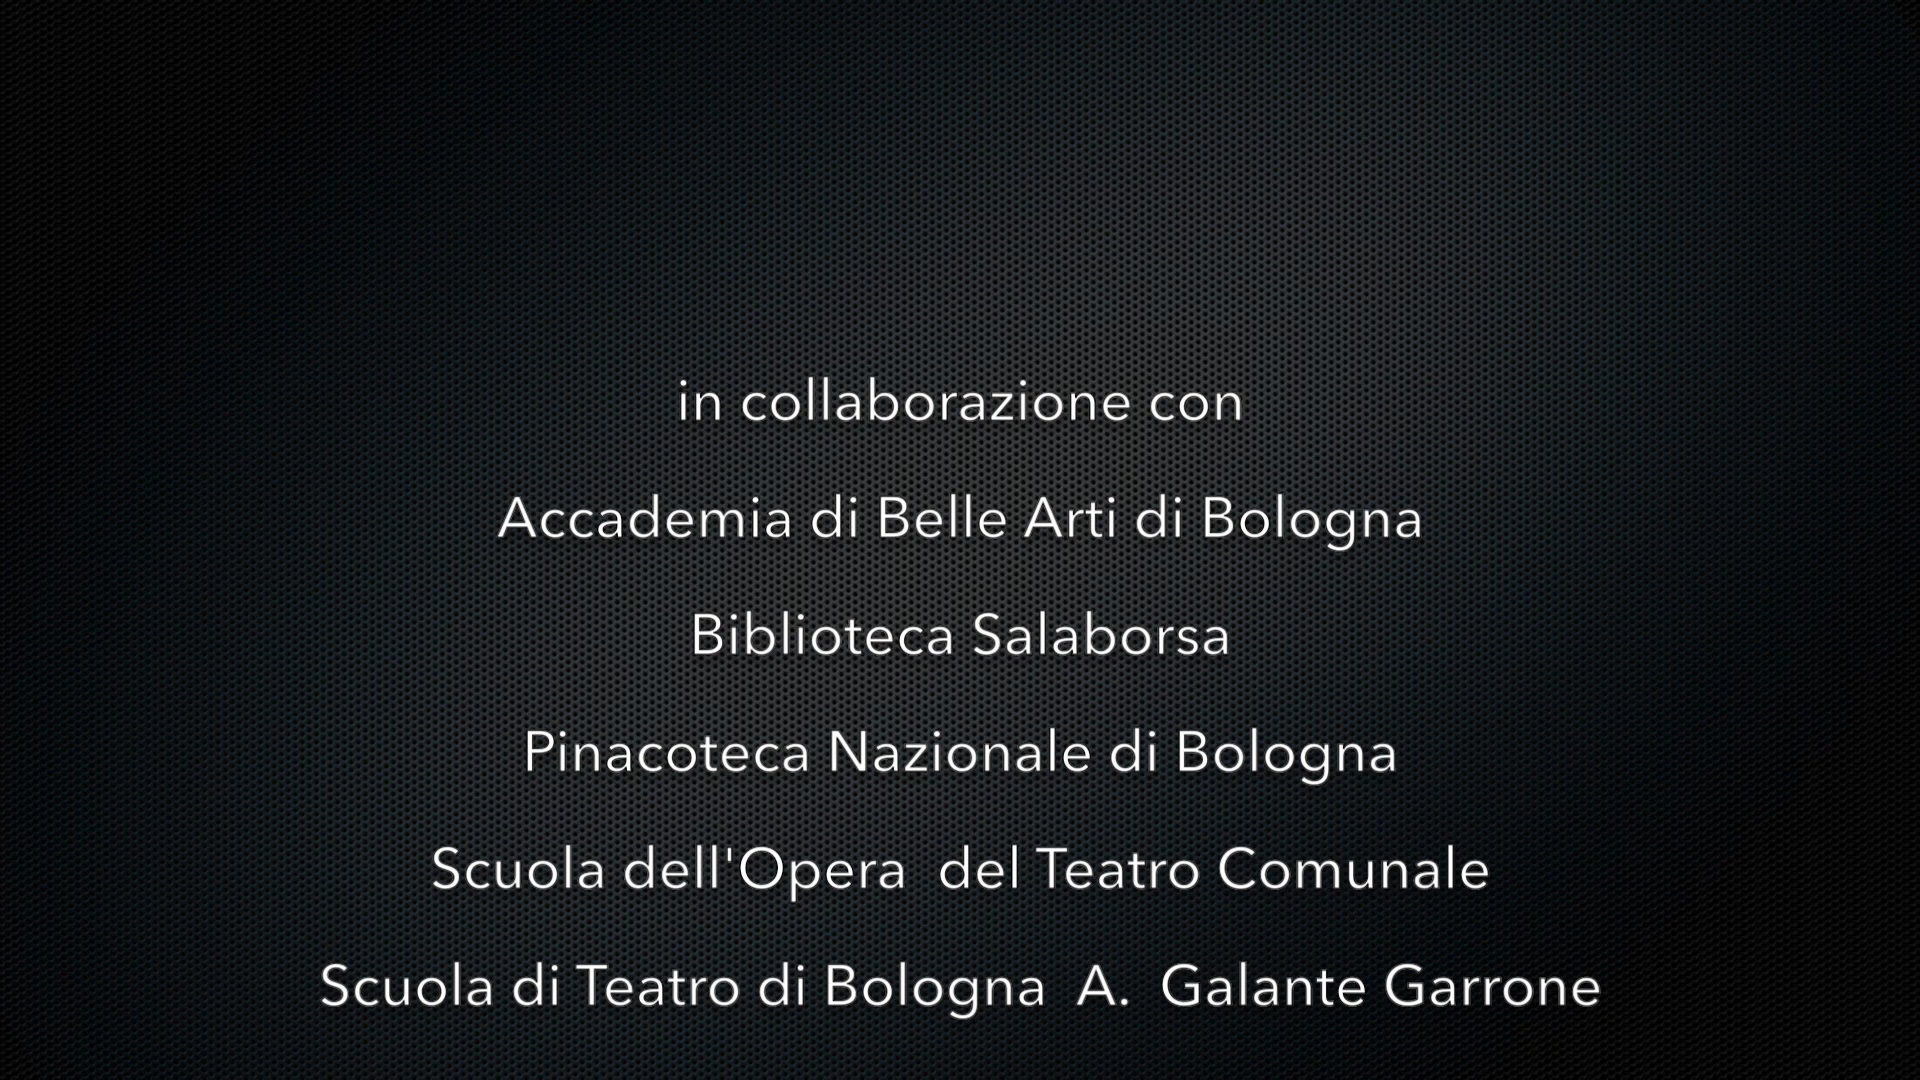 in collaborazione con
Accademia di Belle Arti di Bologna
Biblioteca Salaborsa
Pinacoteca Nazionale di Bologna
Scuola dell'Opera  del Teatro Comunale
Scuola di Teatro di Bologna  A.  Galante Garrone